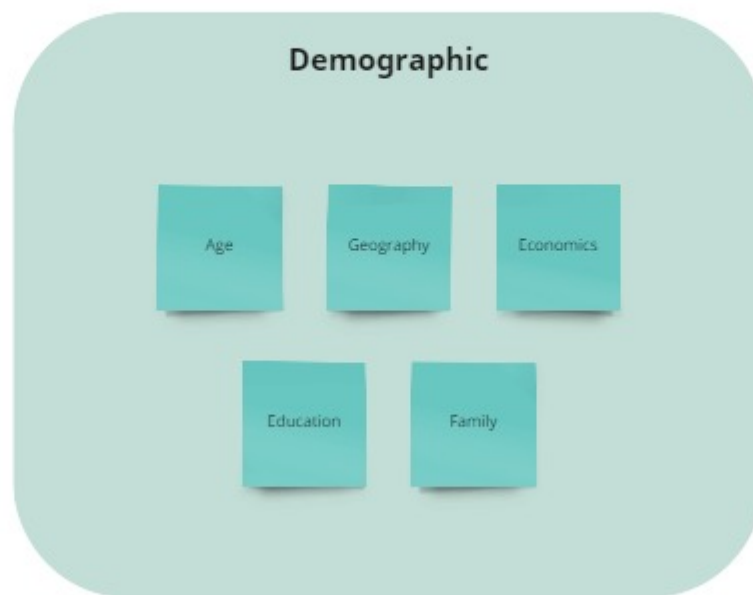 Demographic
Age
Geography
Economics
Education
Family